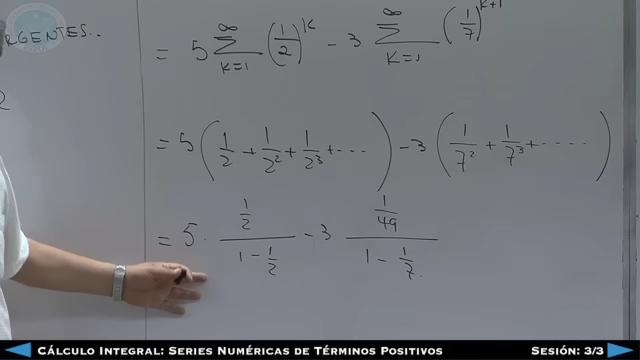 RGENTES..
= 5 ∞ Σ K=1 (1/2)^K - 3 ∞ Σ K=1 (1/7)^K+1
= 5 (1/2 + 1/2² + 1/2³ + ...) - 3 (1/7² + 1/7³ + ....)
= 5 · (1/2)/(1 - 1/2) - 3 (1/49)/(1 - 1/7)
Cálculo Integral: Series Numéricas de Términos Positivos Sesión: 3/3